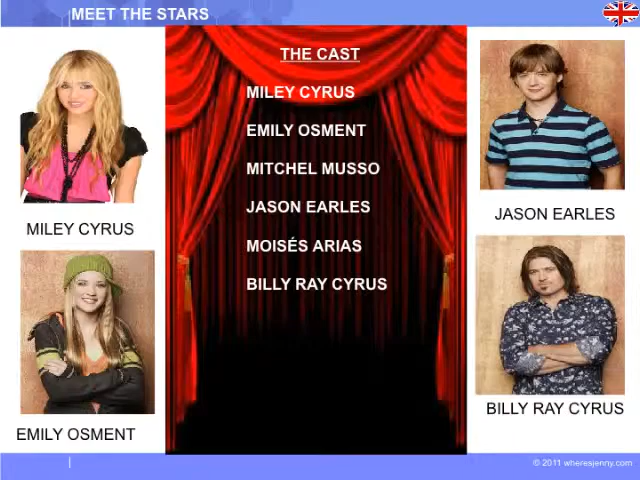 MEET THE STARS
THE CAST
MILEY CYRUS
EMILY OSMENT
MITCHEL MUSSO
JASON EARLES
MOISÉS ARIAS
BILLY RAY CYRUS
MILEY CYRUS
JASON EARLES
EMILY OSMENT
BILLY RAY CYRUS
© 2011 wheresjenny.com